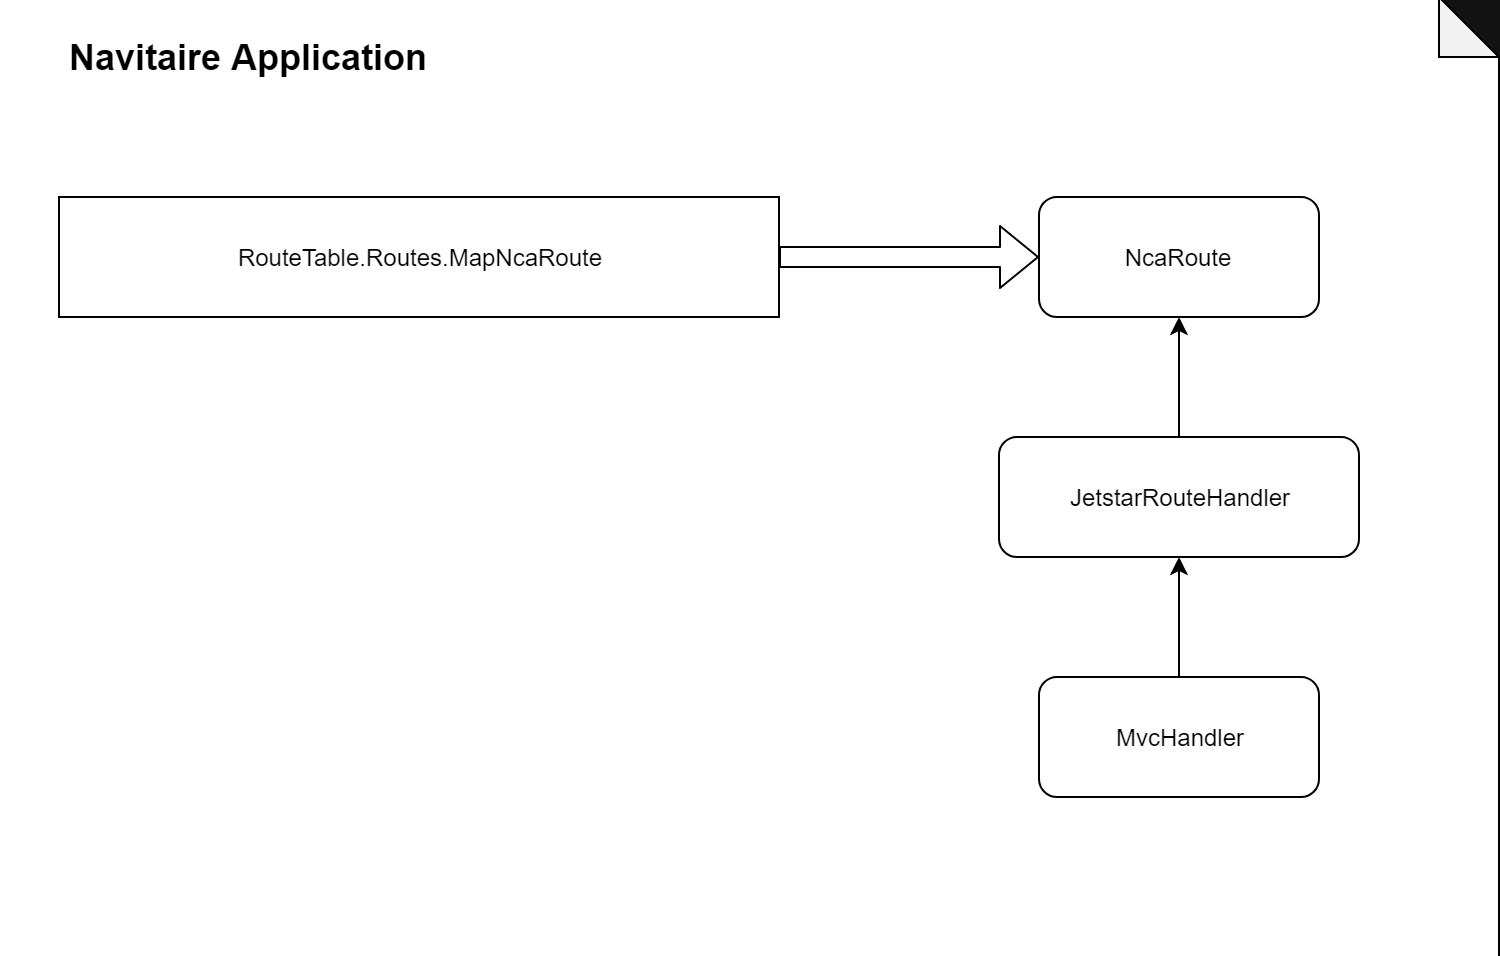 Navitaire Application
RouteTable.Routes.MapNcaRoute
NcaRoute
JetstarRouteHandler
MvcHandler